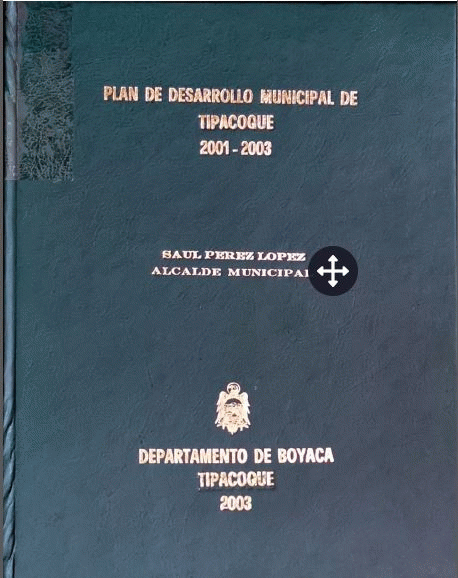 PLAN DE DESARROLLO MUNICIPAL DE
TIPACOQUE
2001-2003
SAUL PEREZ LOPEZ
ALCALDE MUNICIPAL
DEPARTAMENTO DE BOYACA
TIPACOQUE
2003